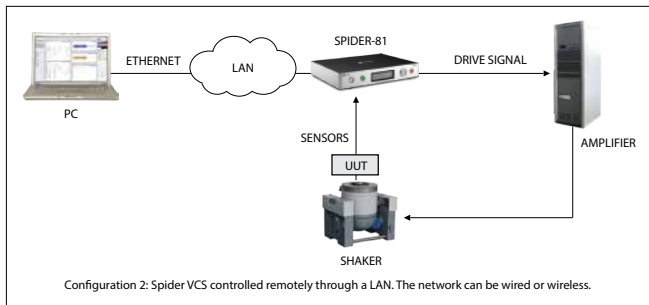 SPIDER-81
ETHERNET
LAN
DRIVE SIGNAL
PC
SENSORS
AMPLIFIER
UUT
SHAKER
Configuration 2: Spider VCS controlled remotely through a LAN. The network can be wired or wireless.